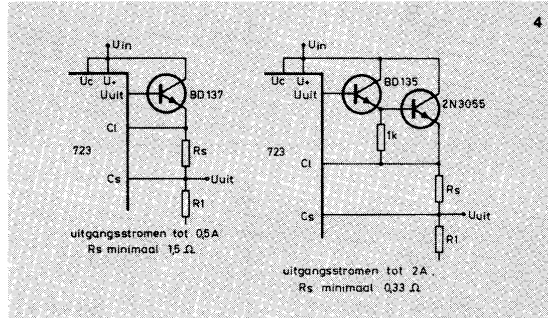 4
Uin
Uc U+
Uuit
BD137
Cl
723
Rs
Cs
Uuit
R1
uitgangsstromen tot 0,5A
Rs minimaal 1,5 Ω
Uin
Uc U+
Uuit
BD135
2N3055
1k
723
Cl
Rs
Cs
Uuit
R1
uitgangsstromen tot 2A.
Rs minimaal 0,33 Ω